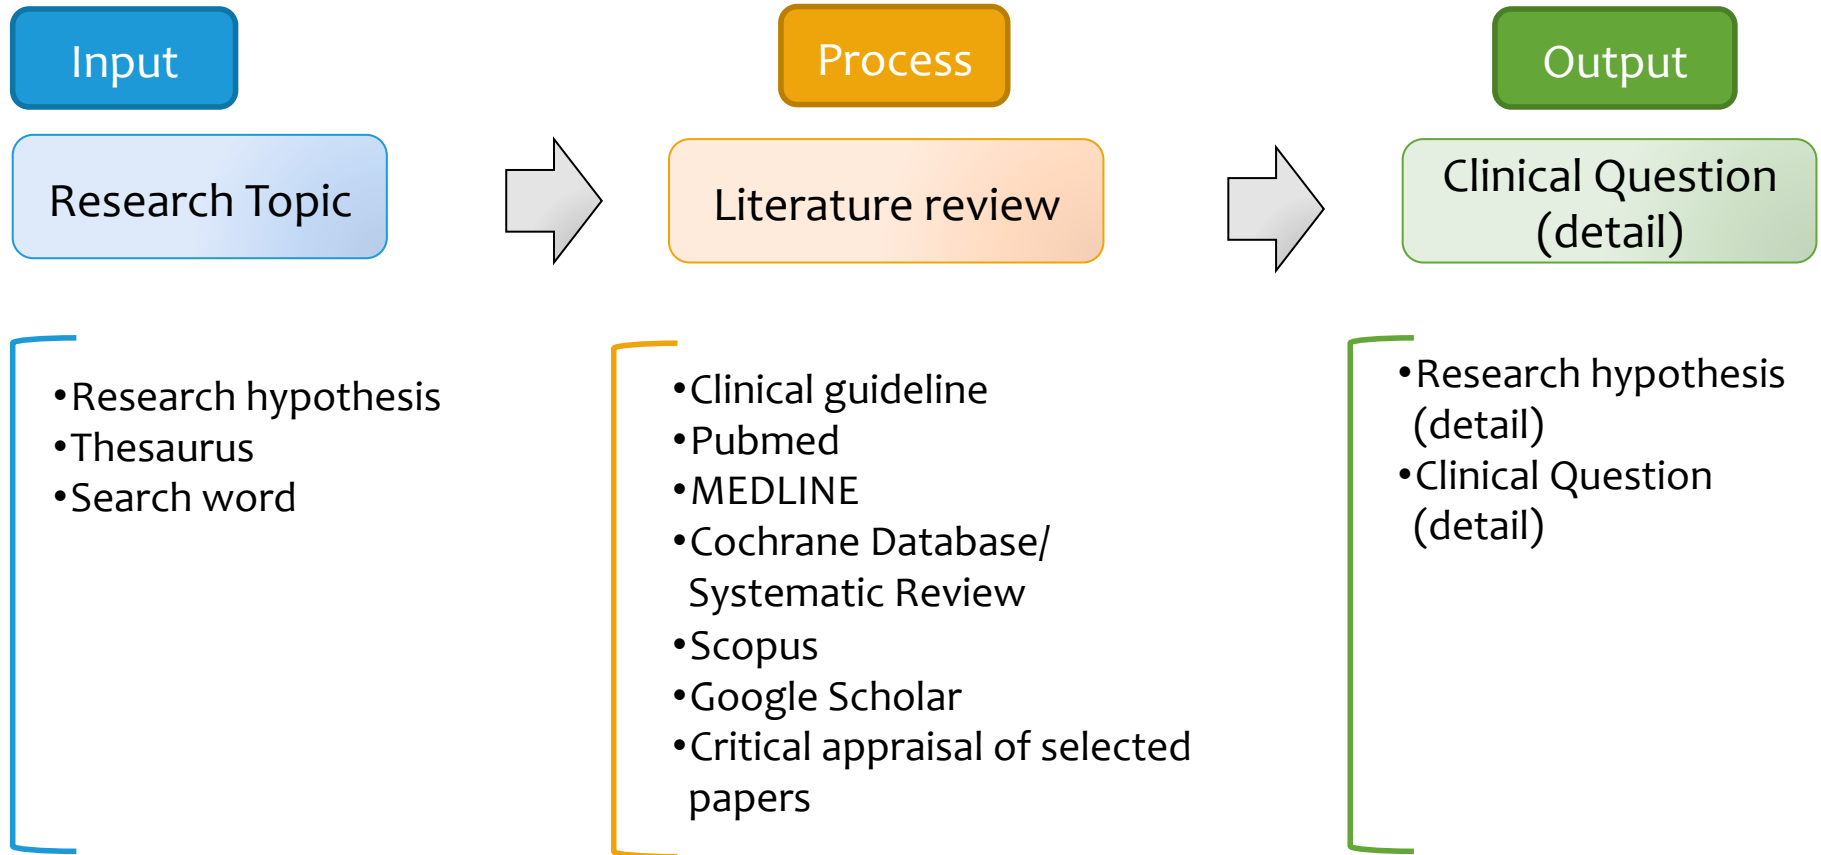 Input
Process
Output
Research Topic
Literature review
Clinical Question
(detail)
•Research hypothesis
•Thesaurus
•Search word
•Clinical guideline
•Pubmed
•MEDLINE
•Cochrane Database/
Systematic Review
•Scopus
•Google Scholar
•Critical appraisal of selected
papers
•Research hypothesis
(detail)
•Clinical Question
(detail)